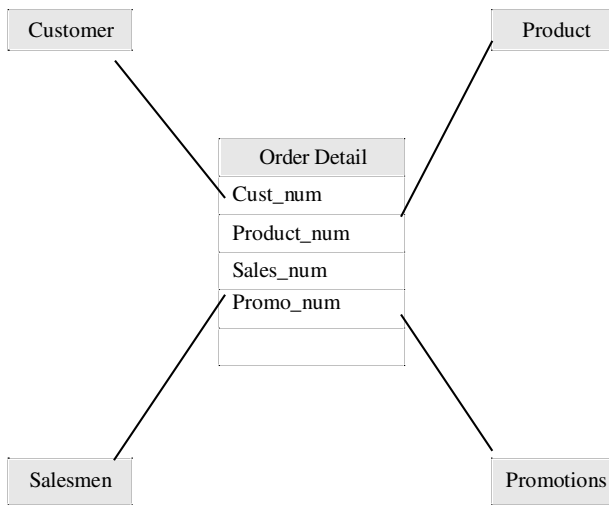 Customer
Product
Order Detail
Cust_num
Product_num
Sales_num
Promo_num
Salesmen
Promotions